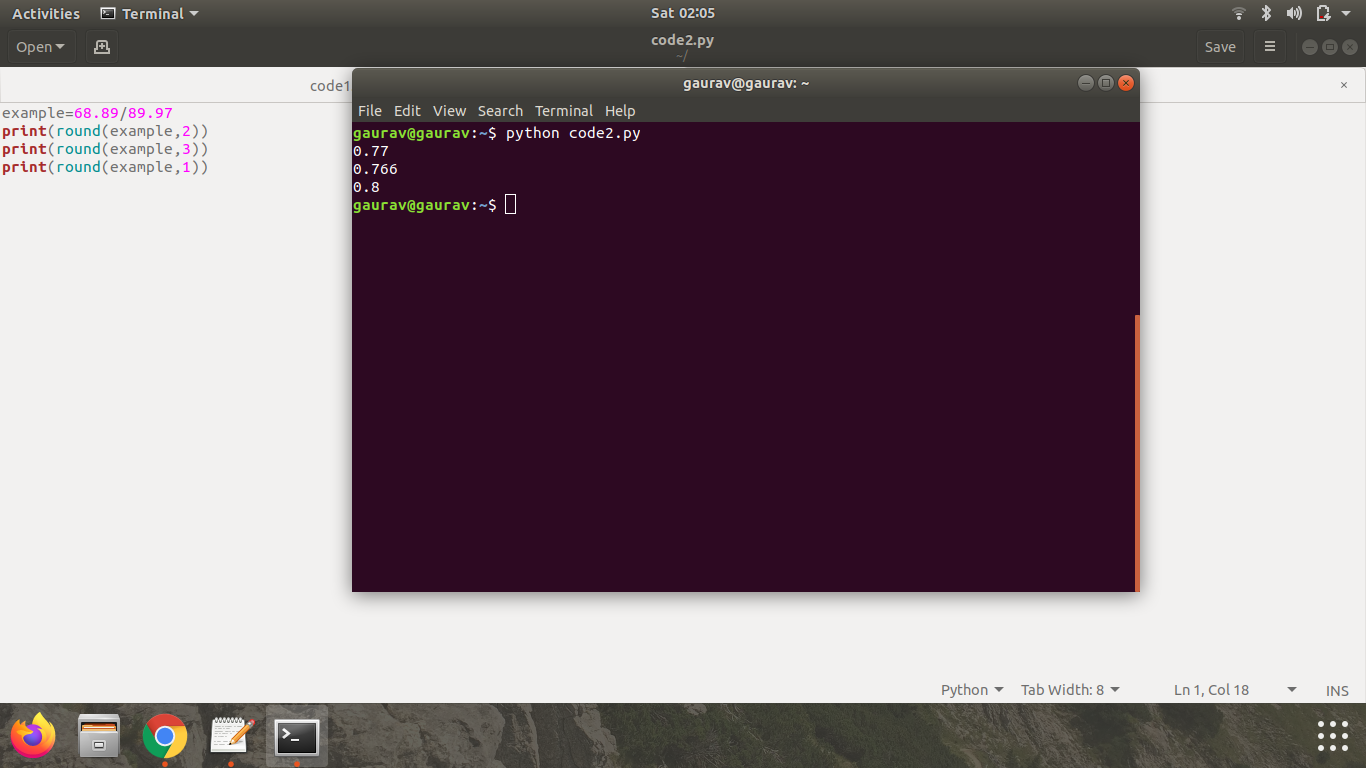 Activities Terminal Sat 02:05
Open code2.py Save
~/
code1 ×
gaurav@gaurav: ~
File Edit View Search Terminal Help
example=68.89/89.97
print(round(example,2))
print(round(example,3))
print(round(example,1))
gaurav@gaurav:~$ python code2.py
0.77
0.766
0.8
gaurav@gaurav:~$
Python Tab Width: 8 Ln 1, Col 18 INS